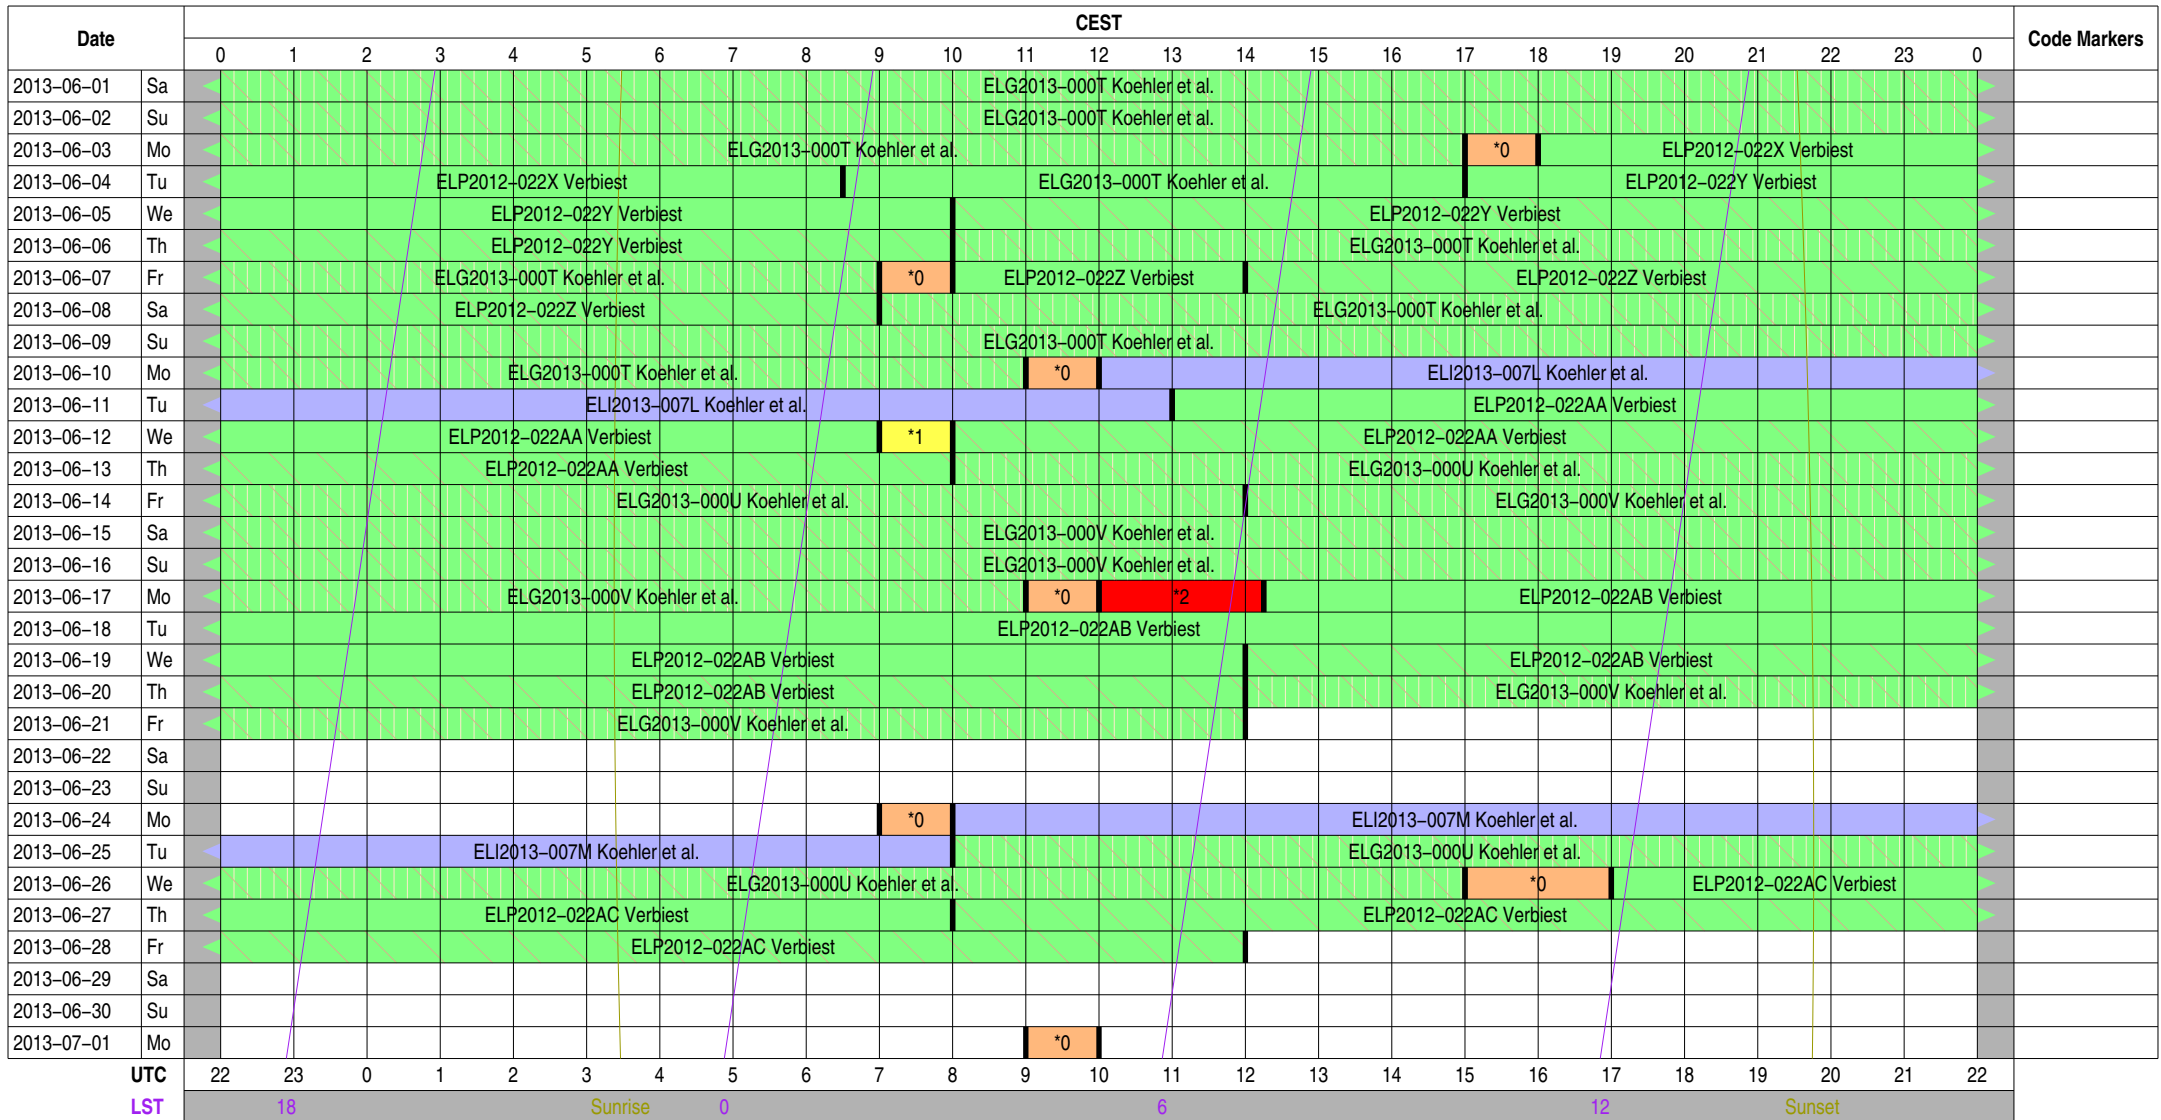 Date CEST Code Markers
0 1 2 3 4 5 6 7 8 9 10 11 12 13 14 15 16 17 18 19 20 21 22 23 0
2013-06-01 Sa ELG2013-000T Koehler et al.
2013-06-02 Su ELG2013-000T Koehler et al.
2013-06-03 Mo ELG2013-000T Koehler et al. *0 ELP2012-022X Verbiest
2013-06-04 Tu ELP2012-022X Verbiest ELG2013-000T Koehler et al. ELP2012-022Y Verbiest
2013-06-05 We ELP2012-022Y Verbiest ELP2012-022Y Verbiest
2013-06-06 Th ELP2012-022Y Verbiest ELG2013-000T Koehler et al.
2013-06-07 Fr ELG2013-000T Koehler et al. *0 ELP2012-022Z Verbiest ELP2012-022Z Verbiest
2013-06-08 Sa ELP2012-022Z Verbiest ELG2013-000T Koehler et al.
2013-06-09 Su ELG2013-000T Koehler et al.
2013-06-10 Mo ELG2013-000T Koehler et al. *0 ELI2013-007L Koehler et al.
2013-06-11 Tu ELI2013-007L Koehler et al. ELP2012-022AA Verbiest
2013-06-12 We ELP2012-022AA Verbiest *1 ELP2012-022AA Verbiest
2013-06-13 Th ELP2012-022AA Verbiest ELG2013-000U Koehler et al.
2013-06-14 Fr ELG2013-000U Koehler et al. ELG2013-000V Koehler et al.
2013-06-15 Sa ELG2013-000V Koehler et al.
2013-06-16 Su ELG2013-000V Koehler et al.
2013-06-17 Mo ELG2013-000V Koehler et al. *0 *2 ELP2012-022AB Verbiest
2013-06-18 Tu ELP2012-022AB Verbiest
2013-06-19 We ELP2012-022AB Verbiest ELP2012-022AB Verbiest
2013-06-20 Th ELP2012-022AB Verbiest ELG2013-000V Koehler et al.
2013-06-21 Fr ELG2013-000V Koehler et al.
2013-06-22 Sa
2013-06-23 Su
2013-06-24 Mo *0 ELI2013-007M Koehler et al.
2013-06-25 Tu ELI2013-007M Koehler et al. ELG2013-000U Koehler et al.
2013-06-26 We ELG2013-000U Koehler et al. *0 ELP2012-022AC Verbiest
2013-06-27 Th ELP2012-022AC Verbiest ELP2012-022AC Verbiest
2013-06-28 Fr ELP2012-022AC Verbiest
2013-06-29 Sa
2013-06-30 Su
2013-07-01 Mo *0
UTC 22 23 0 1 2 3 4 5 6 7 8 9 10 11 12 13 14 15 16 17 18 19 20 21 22
LST 18 Sunrise 0 6 12 Sunset